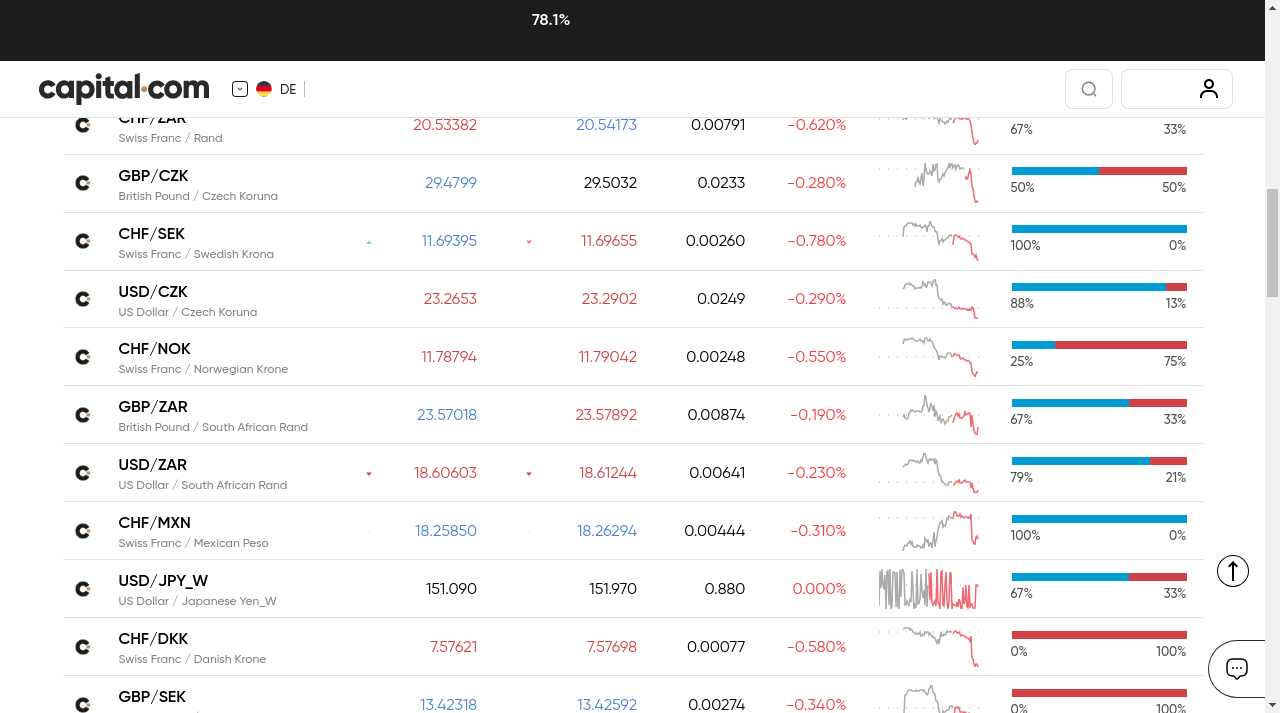 78.1%
capital.com
DE
CHF/ZAR 20.53382 20.54173 0.00791 -0.620%
Swiss Franc / Rand 67% 33%
GBP/CZK 29.4799 29.5032 0.0233 -0.280%
British Pound / Czech Koruna 50% 50%
CHF/SEK 11.69395 11.69655 0.00260 -0.780%
Swiss Franc / Swedish Krona 100% 0%
USD/CZK 23.2653 23.2902 0.0249 -0.290%
US Dollar / Czech Koruna 88% 13%
CHF/NOK 11.78794 11.79042 0.00248 -0.550%
Swiss Franc / Norwegian Krone 25% 75%
GBP/ZAR 23.57018 23.57892 0.00874 -0.190%
British Pound / South African Rand 67% 33%
USD/ZAR 18.60603 18.61244 0.00641 -0.230%
US Dollar / South African Rand 79% 21%
CHF/MXN 18.25850 18.26294 0.00444 -0.310%
Swiss Franc / Mexican Peso 100% 0%
USD/JPY_W 151.090 151.970 0.880 0.000%
US Dollar / Japanese Yen_W 67% 33%
CHF/DKK 7.57621 7.57698 0.00077 -0.580%
Swiss Franc / Danish Krone 0% 100%
GBP/SEK 13.42318 13.42592 0.00274 -0.340%
0% 100%